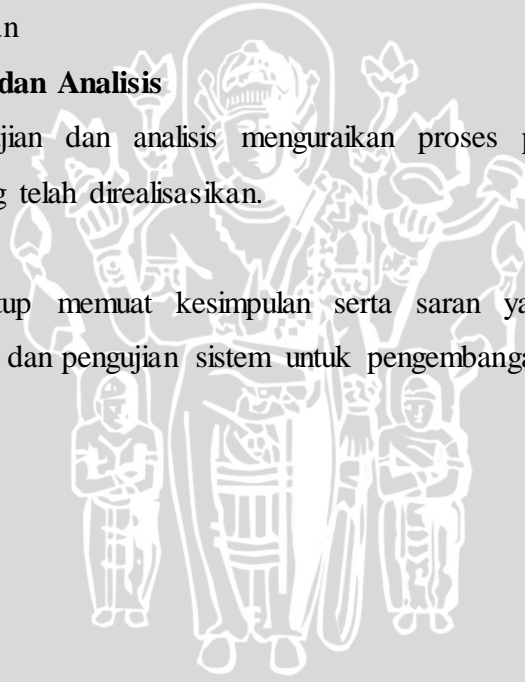 an
dan Analisis
jian dan analisis menguraikan proses p
g telah direalisasikan.
tup memuat kesimpulan serta saran ya
dan pengujian sistem untuk pengembanga